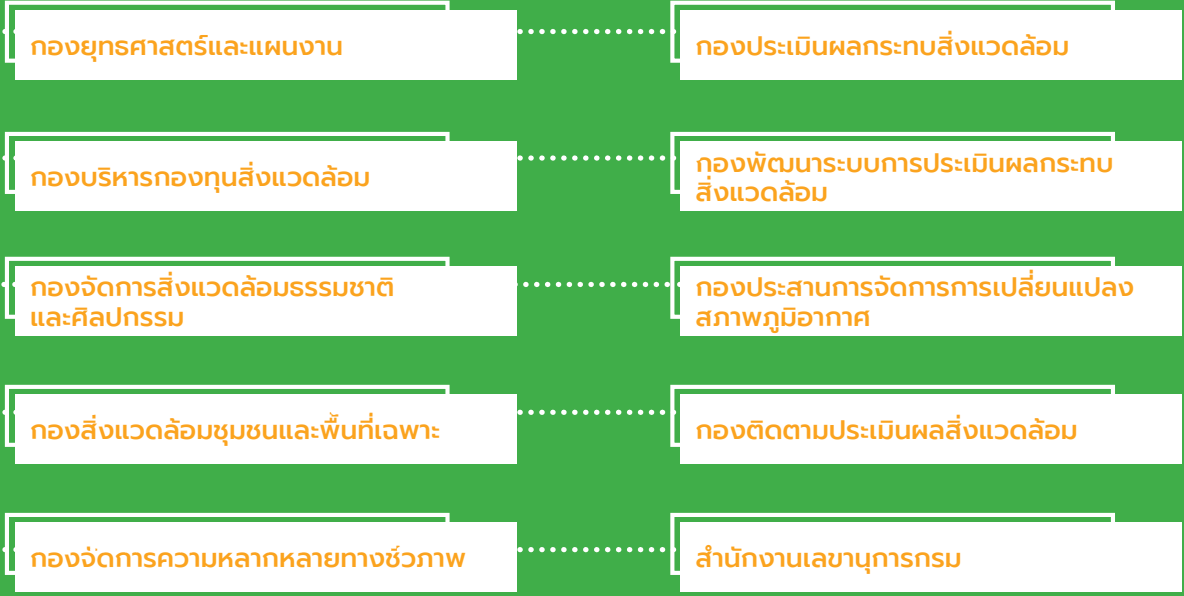 กองยุทธศาสตร์และแผนงาน
กองประเมินผลกระทบสิ่งแวดล้อม
กองบริหารกองทุนสิ่งแวดล้อม
กองพัฒนาระบบการประเมินผลกระทบ
สิ่งแวดล้อม
กองจัดการสิ่งแวดล้อมธรรมชาติ
และศิลปกรรม
กองประสานการจัดการการเปลี่ยนแปลง
สภาพภูมิอากาศ
กองสิ่งแวดล้อมชุมชนและพื้นที่เฉพาะ
กองติดตามประเมินผลสิ่งแวดล้อม
กองจัดการความหลากหลายทางชีวภาพ
สำนักงานเลขานุการกรม